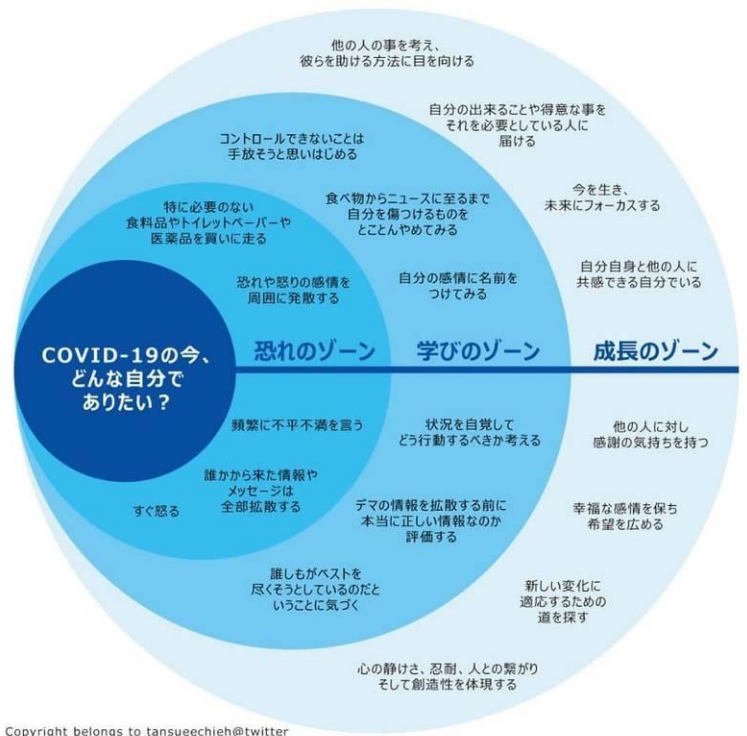 他の人の事を考え、
彼らを助ける方法に目を向ける
自分の出来ることや得意な事を
それを必要としている人に
届ける
コントロールできないことは
手放そうと思いはじめる
特に必要のない
食料品やトイレットペーパーや
医薬品を買いに走る
食べ物からニュースに至るまで
自分を傷つけるものを
とことんやめてみる
今を生き、
未来にフォーカスする
恐れや怒りの感情を
周囲に発散する
自分の感情に名前を
つけてみる
自分自身と他の人に
共感できる自分でいる
COVID-19の今、
どんな自分で
ありたい？
恐れのゾーン
学びのゾーン
成長のゾーン
頻繁に不平不満を言う
状況を自覚して
どう行動するべきか考える
他の人に対し
感謝の気持ちを持つ
誰かから来た情報や
メッセージは
全部拡散する
すぐ怒る
デマの情報を拡散する前に
本当に正しい情報なのか
評価する
幸福な感情を保ち
希望を広める
誰しもがベストを
尽くそうとしているのだと
いうことに気づく
新しい変化に
適応するための
道を探す
心の静けさ、忍耐、人との繋がり
そして創造性を体現する
Copyright belongs to tansueechieh@twitter